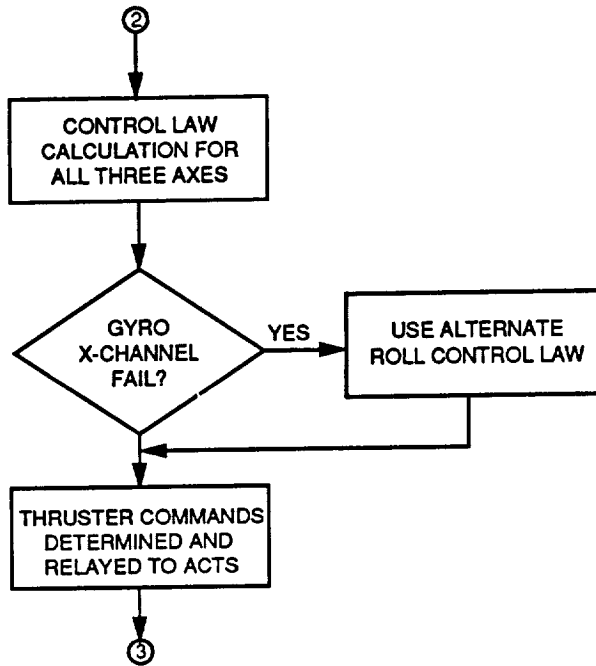 2
CONTROL LAW
CALCULATION FOR
ALL THREE AXES
GYRO
X-CHANNEL
FAIL?
YES
USE ALTERNATE
ROLL CONTROL LAW
THRUSTER COMMANDS
DETERMINED AND
RELAYED TO ACTS
3